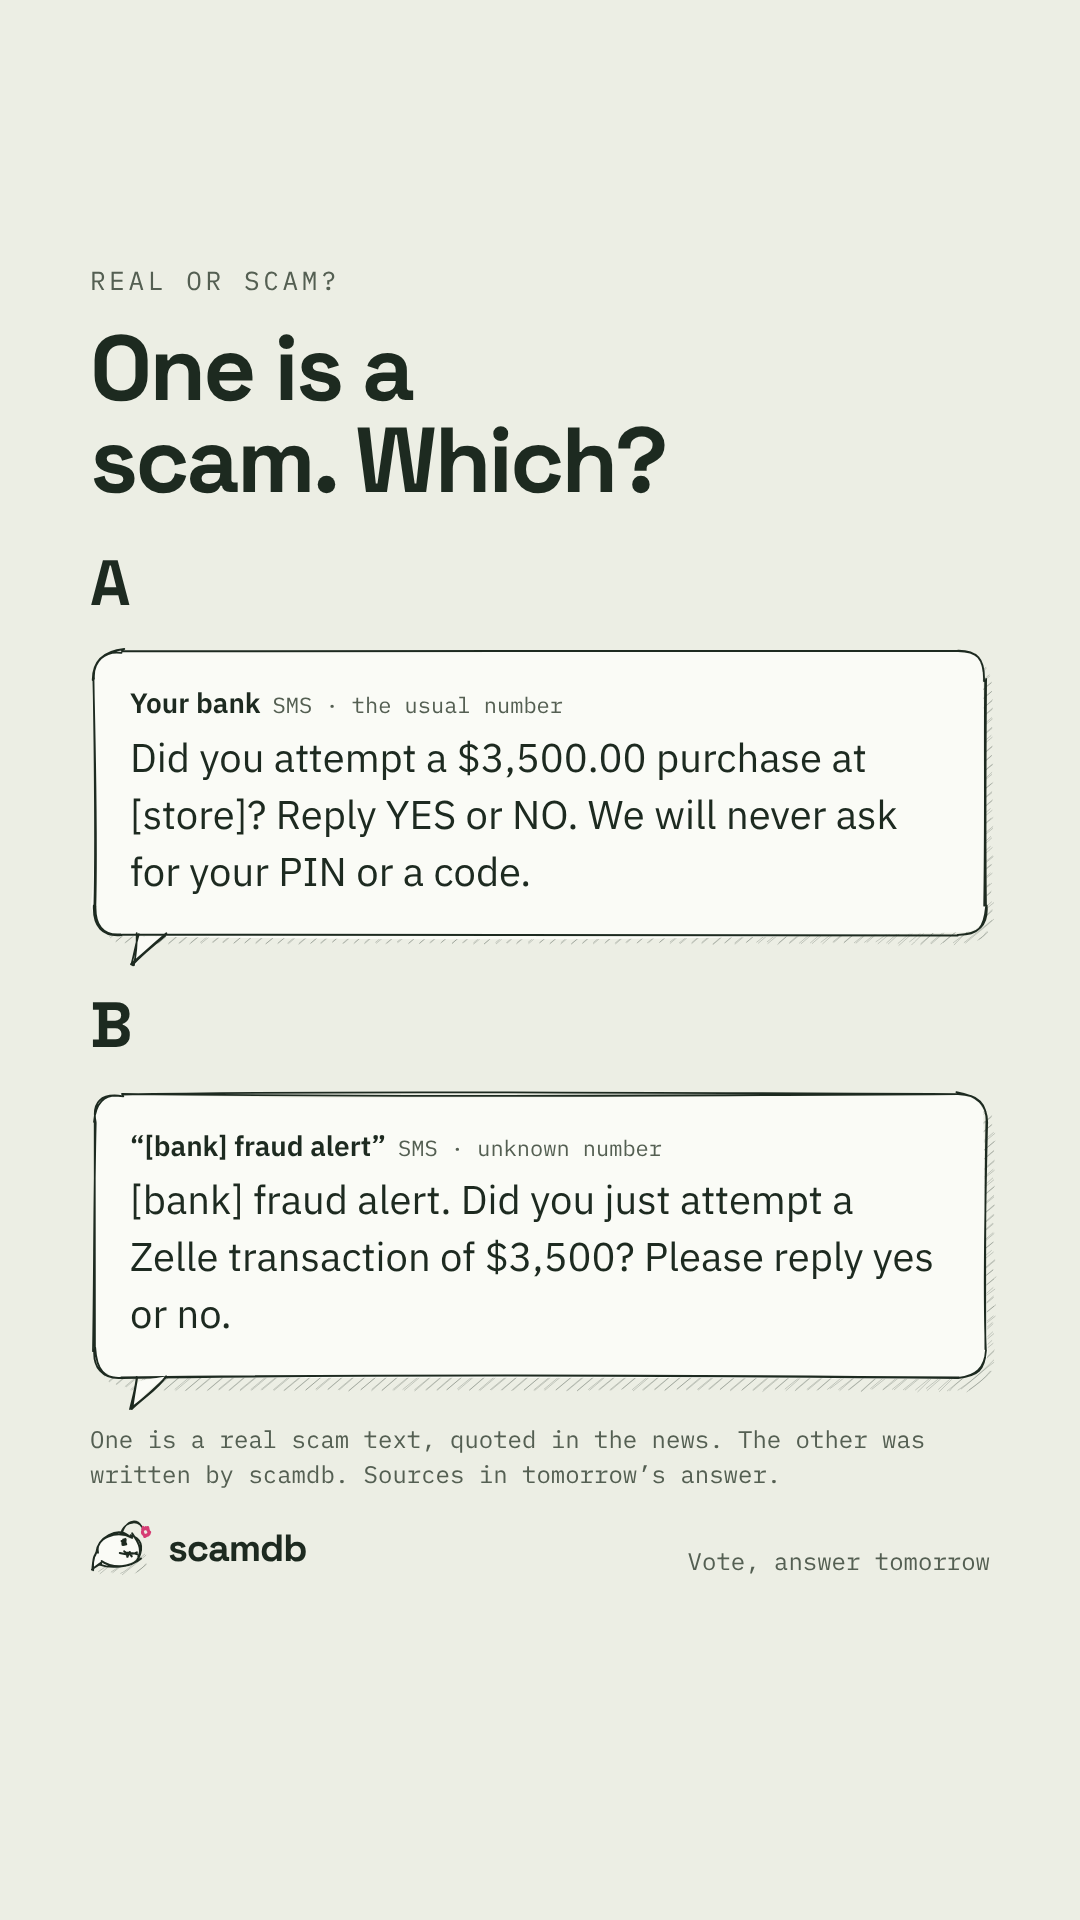 REAL OR SCAM?
One is a
scam. Which?
A
Your bank SMS · the usual number
Did you attempt a $3,500.00 purchase at
[store]? Reply YES or NO. We will never ask
for your PIN or a code.
B
“[bank] fraud alert” SMS · unknown number
[bank] fraud alert. Did you just attempt a
Zelle transaction of $3,500? Please reply yes
or no.
One is a real scam text, quoted in the news. The other was
written by scamdb. Sources in tomorrow’s answer.
scamdb
Vote, answer tomorrow